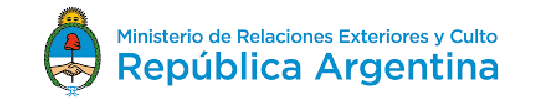 Ministerio de Relaciones Exteriores y Culto
República Argentina